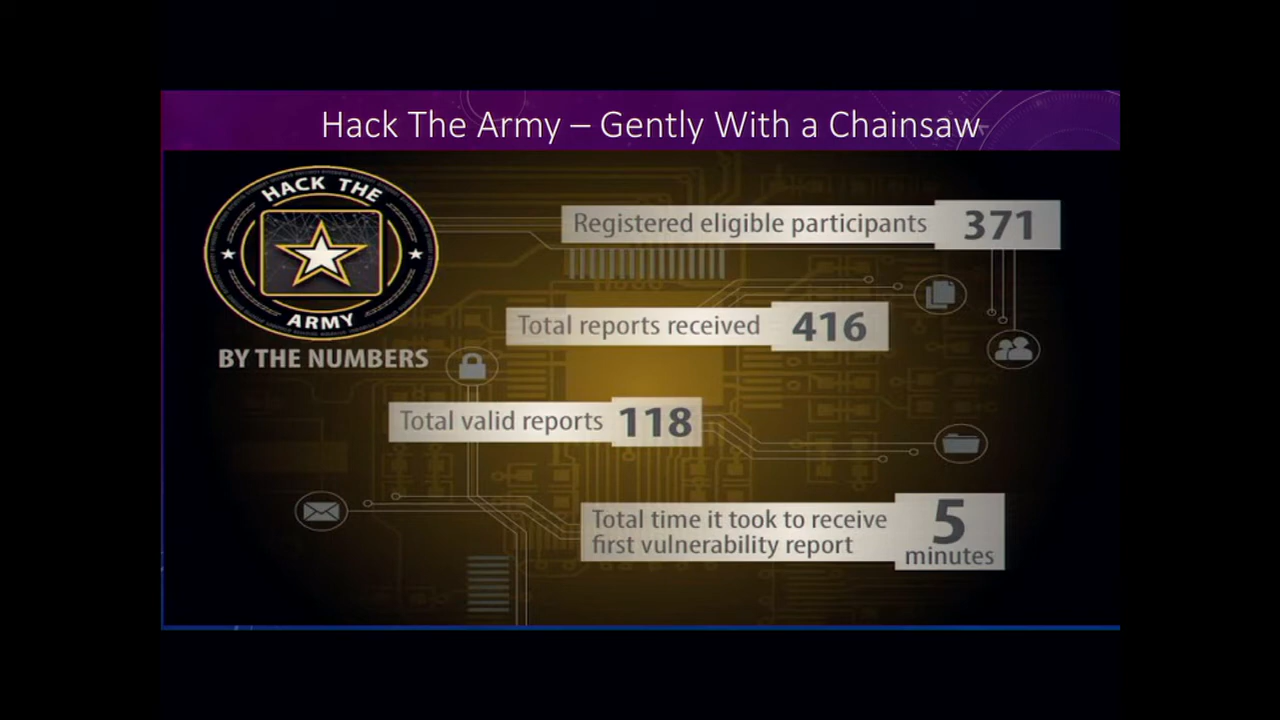 Hack The Army – Gently With a Chainsaw
HACK THE
ARMY
BY THE NUMBERS
Registered eligible participants 371
Total reports received 416
Total valid reports 118
Total time it took to receive
first vulnerability report
5
minutes